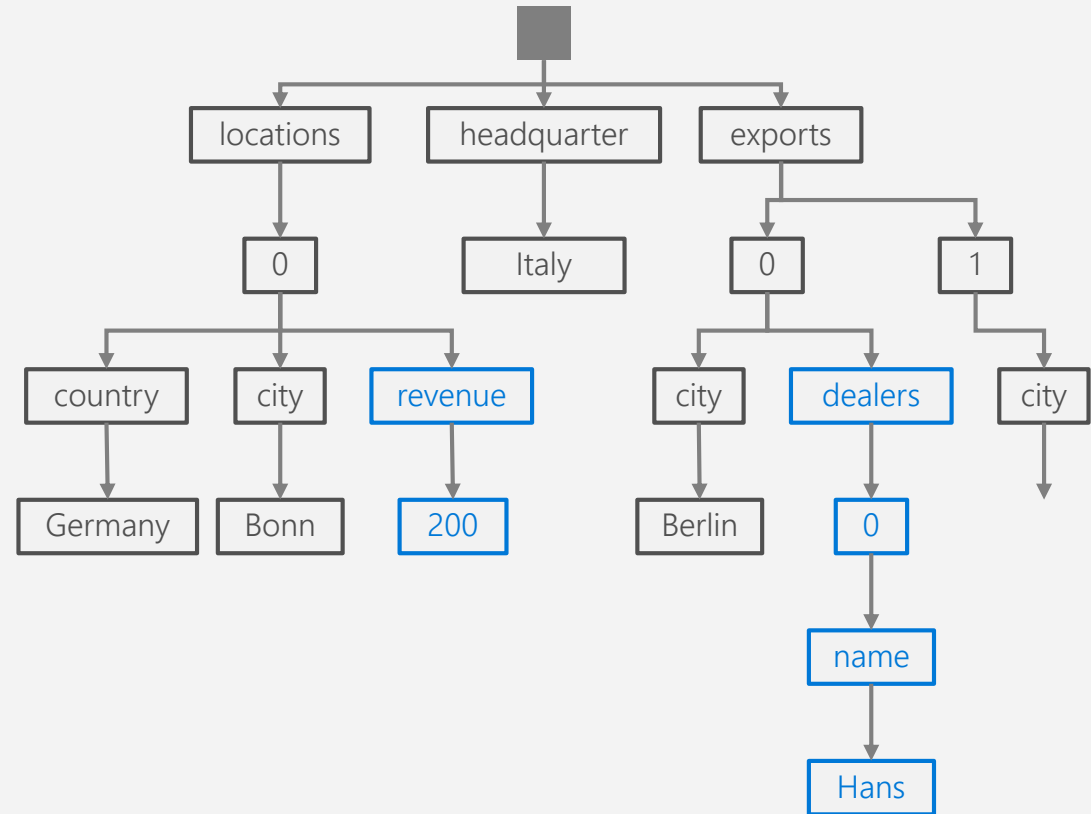 locations
headquarter
exports
0
Italy
0
1
country
city
revenue
city
dealers
city
Germany
Bonn
200
Berlin
0
name
Hans